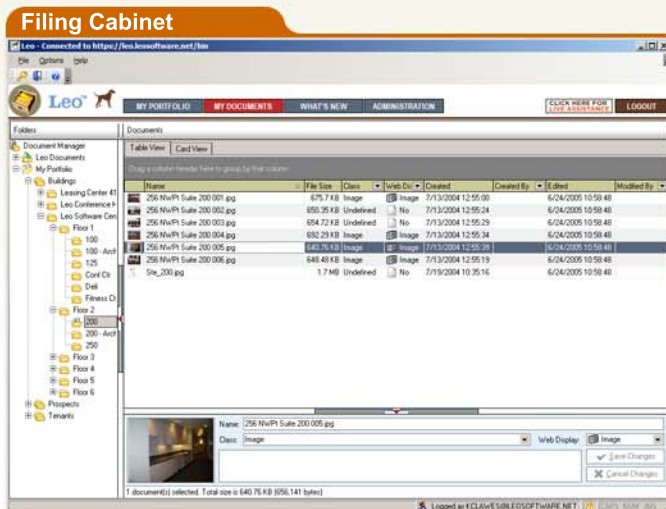 Filing Cabinet
Leo - Connected to https://leo.leosoftware.net/bin
File Options Help
Leo™ MY PORTFOLIO MY DOCUMENTS WHAT'S NEW ADMINISTRATION CLICK HERE FOR LIVE ASSISTANCE LOGOUT
Folders Documents
Document Manager
Leo Documents
My Portfolio
Buildings
Leasing Center 41
Leo Conference
Leo Software Cen
Floor 1
100
100 - Arch
125
Conf Ctr
Deli
Fitness
Floor 2
200
200 - Arch
250
Floor 3
Floor 4
Floor 5
Floor 6
Prospects
Tenants
Table View Card View
Drag a column header here to group by that column
Name File Size Class Web Dis Created Created By Edited Modified By
256 NWPt Suite 200 001.jpg 675.7 KB Image Image 7/13/2004 12:55:00 6/24/2005 10:58:48
256 NWPt Suite 200 002.jpg 650.35 KB Undefined No 7/13/2004 12:55:24 6/24/2005 10:58:48
256 NWPt Suite 200 003.jpg 654.72 KB Undefined No 7/13/2004 12:55:29 6/24/2005 10:58:48
256 NWPt Suite 200 004.jpg 692.29 KB Image Image 7/13/2004 12:55:34 6/24/2005 10:58:48
256 NWPt Suite 200 005.jpg 640.76 KB Image Image 7/13/2004 12:55:39 6/24/2005 10:58:48
256 NWPt Suite 200 006.jpg 648.48 KB Image Image 7/13/2004 12:55:19 6/24/2005 10:58:48
Ste_200.jpg 1.7 MB Undefined No 7/19/2004 10:35:16 6/24/2005 10:58:48
Name: 256 NWPt Suite 200 005.jpg
Class: Image Web Display: Image
Save Changes
Cancel Changes
1 document(s) selected. Total size is 640.76 KB (656,141 bytes)
Logged as KCLAWES@LEOSOFTWARE.NET CAPS NUM INS